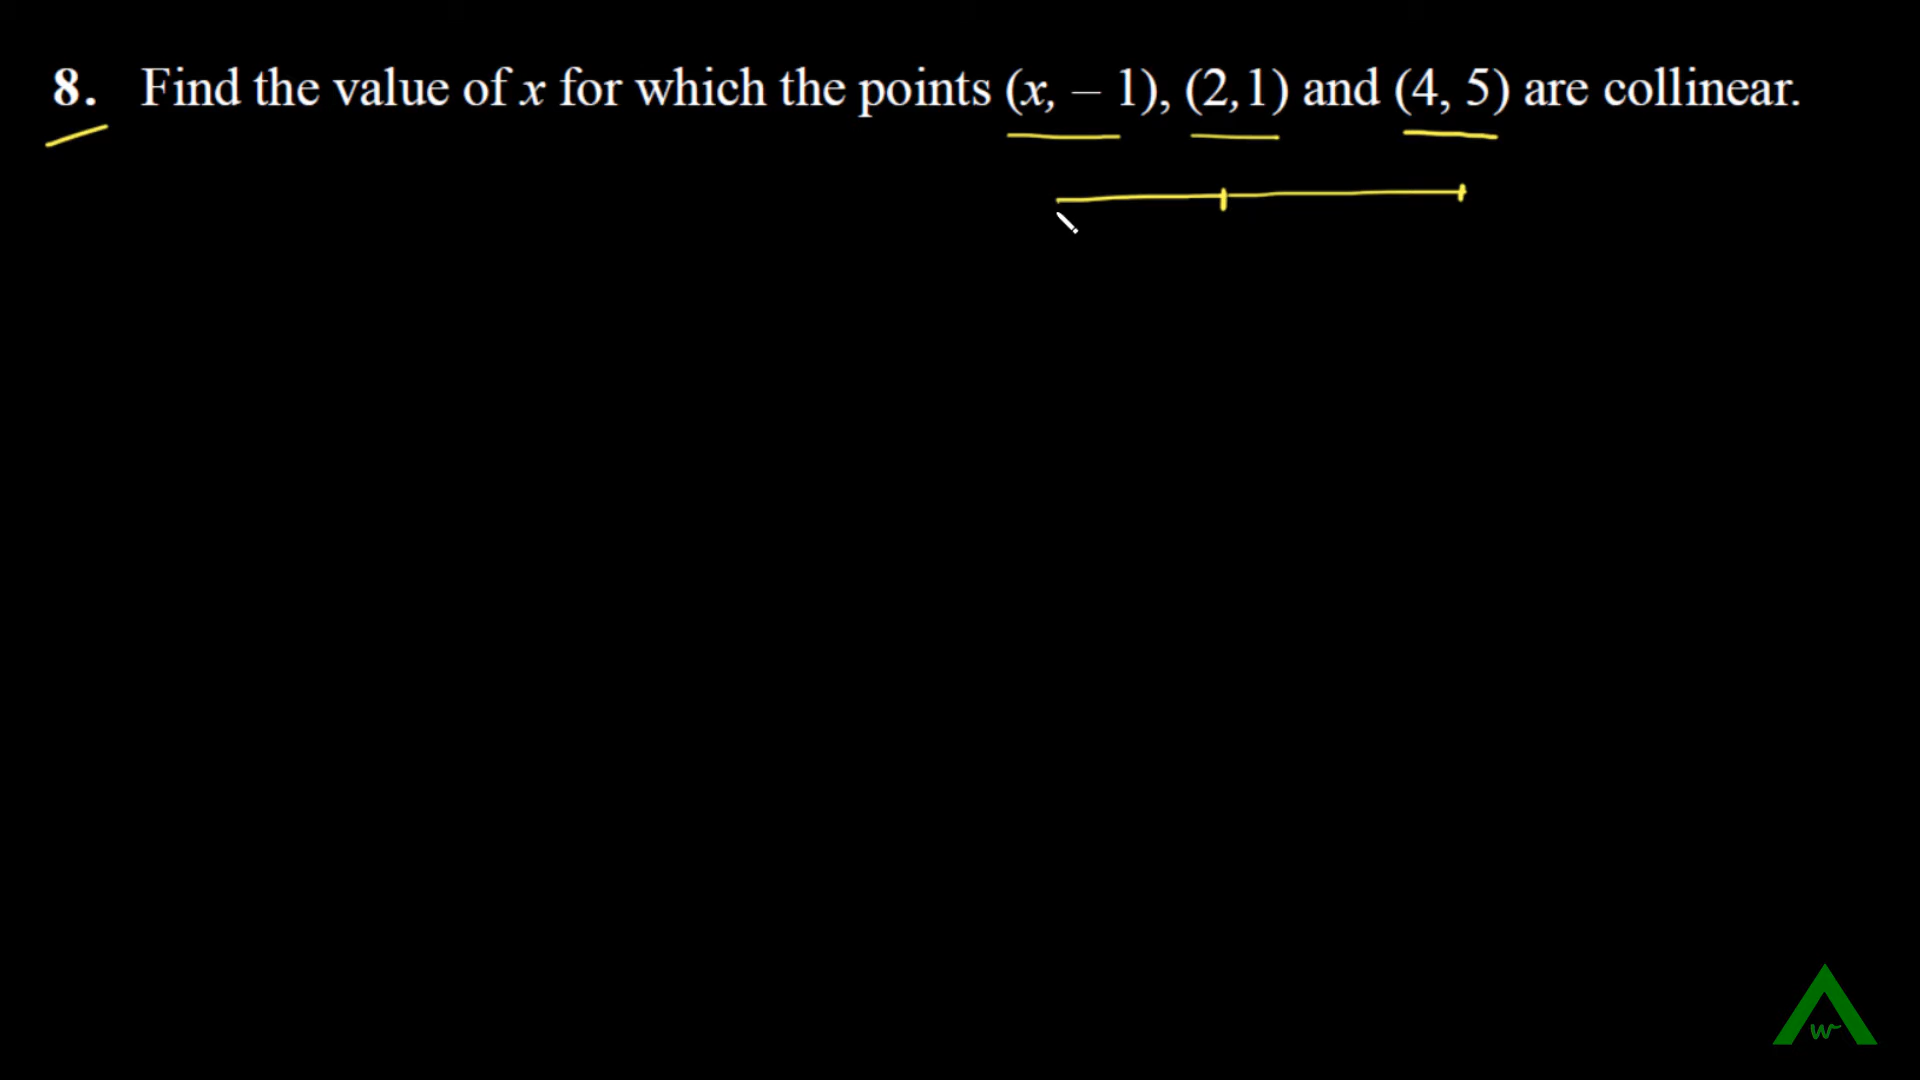 8. Find the value of x for which the points (x, – 1), (2,1) and (4, 5) are collinear.
w